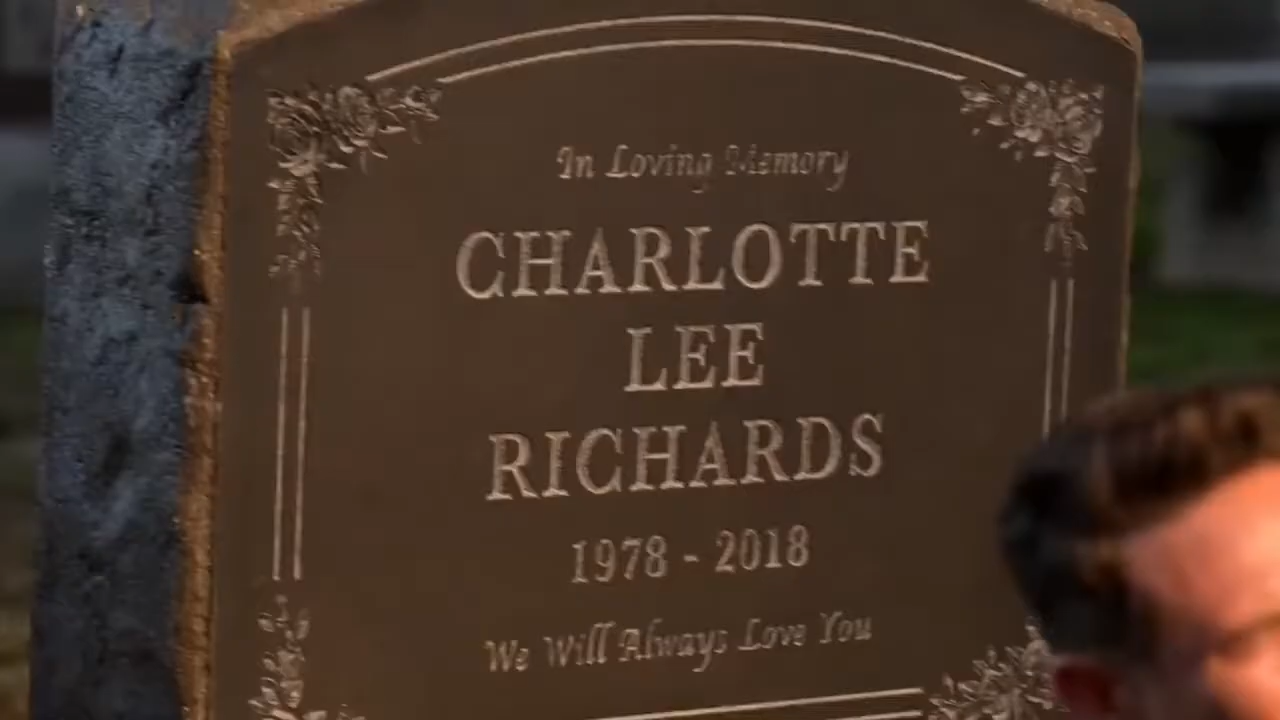 In Loving Memory
CHARLOTTE
LEE
RICHARDS
1978 - 2018
We Will Always Love You